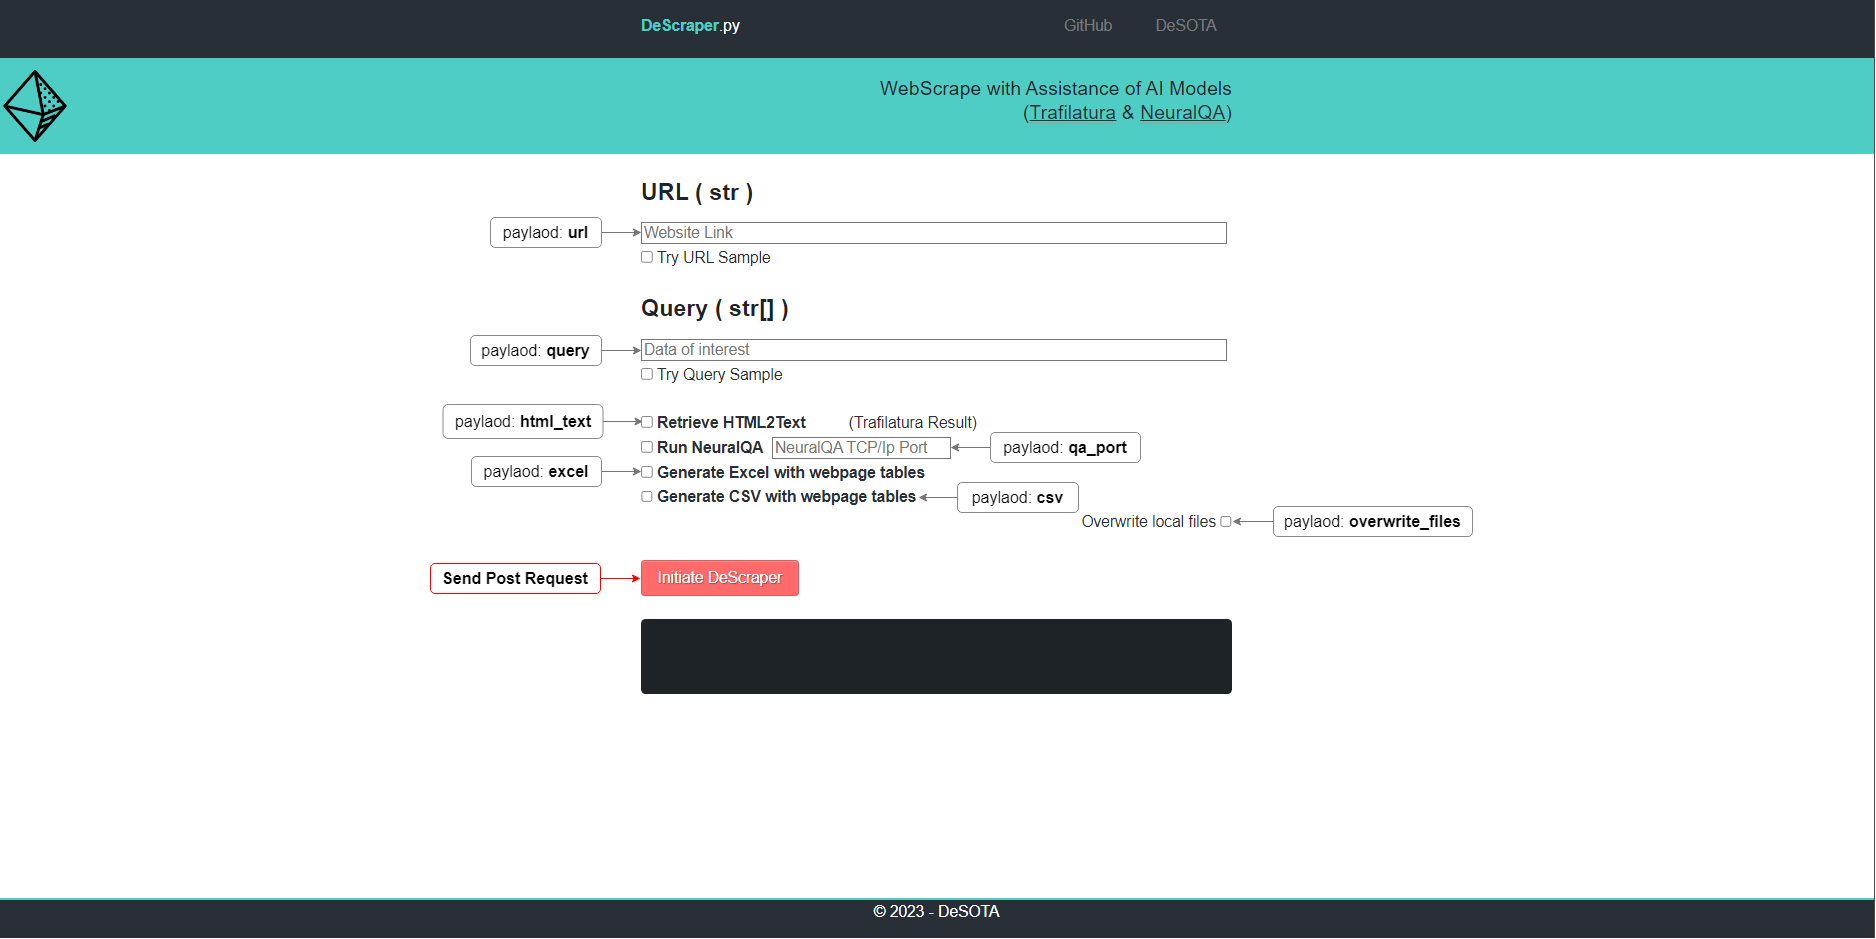 DeScraper.py GitHub DeSOTA
WebScrape with Assistance of AI Models
(Trafilatura & NeuralQA)
URL ( str )
paylaod: url Website Link
Try URL Sample
Query ( str[] )
paylaod: query Data of interest
Try Query Sample
paylaod: html_text Retrieve HTML2Text (Trafilatura Result)
Run NeuralQA NeuralQA TCP/Ip Port paylaod: qa_port
paylaod: excel Generate Excel with webpage tables
Generate CSV with webpage tables paylaod: csv
Overwrite local files paylaod: overwrite_files
Send Post Request Initiate DeScraper
© 2023 - DeSOTA